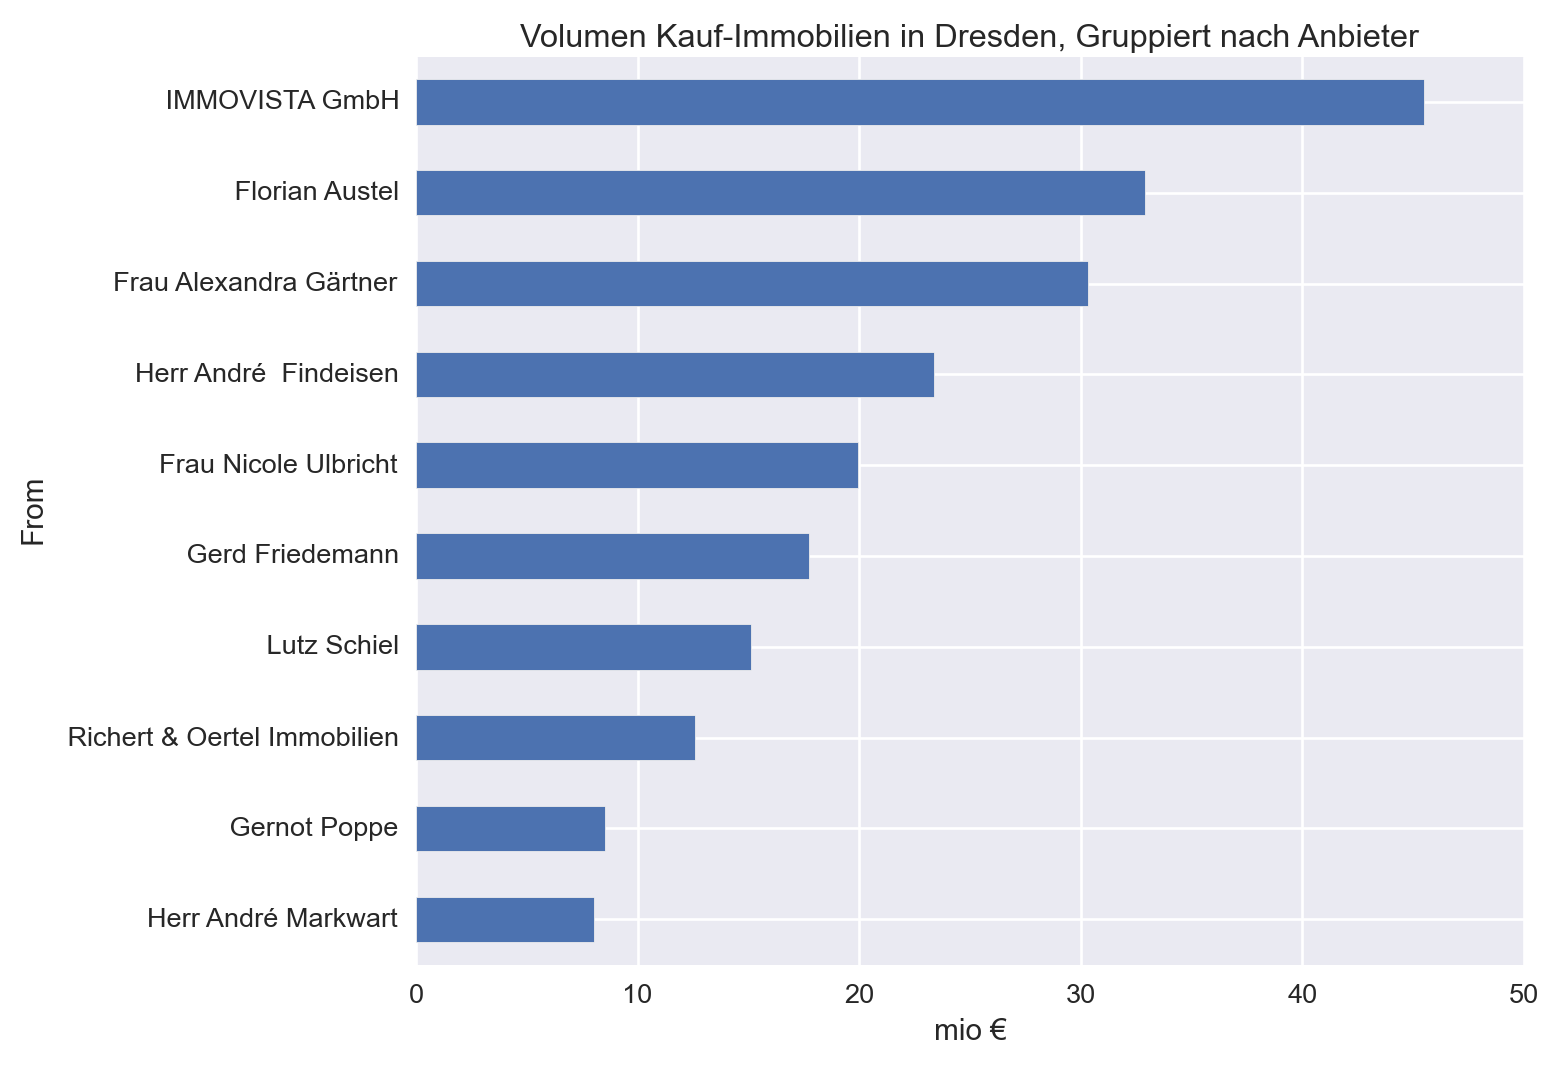 Volumen Kauf-Immobilien in Dresden, Gruppiert nach Anbieter
IMMOVISTA GmbH
Florian Austel
Frau Alexandra Gärtner
Herr André  Findeisen
Frau Nicole Ulbricht
Gerd Friedemann
Lutz Schiel
Richert & Oertel Immobilien
Gernot Poppe
Herr André Markwart
From
0 10 20 30 40 50
mio €